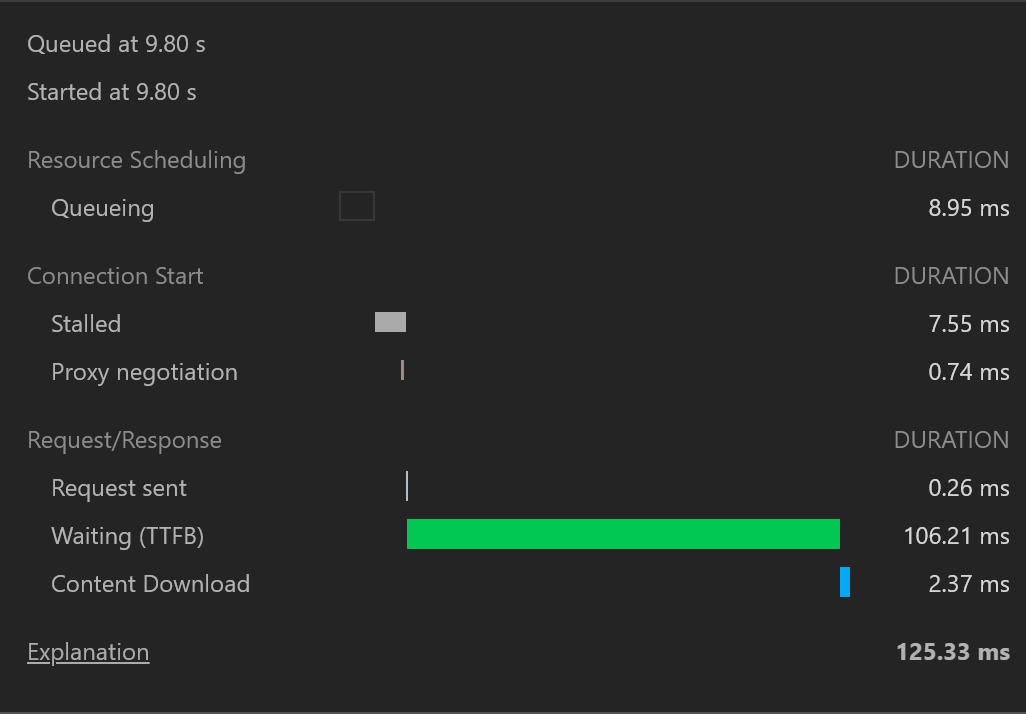 Queued at 9.80 s
Started at 9.80 s
Resource Scheduling DURATION
Queueing 8.95 ms
Connection Start DURATION
Stalled 7.55 ms
Proxy negotiation 0.74 ms
Request/Response DURATION
Request sent 0.26 ms
Waiting (TTFB) 106.21 ms
Content Download 2.37 ms
Explanation 125.33 ms